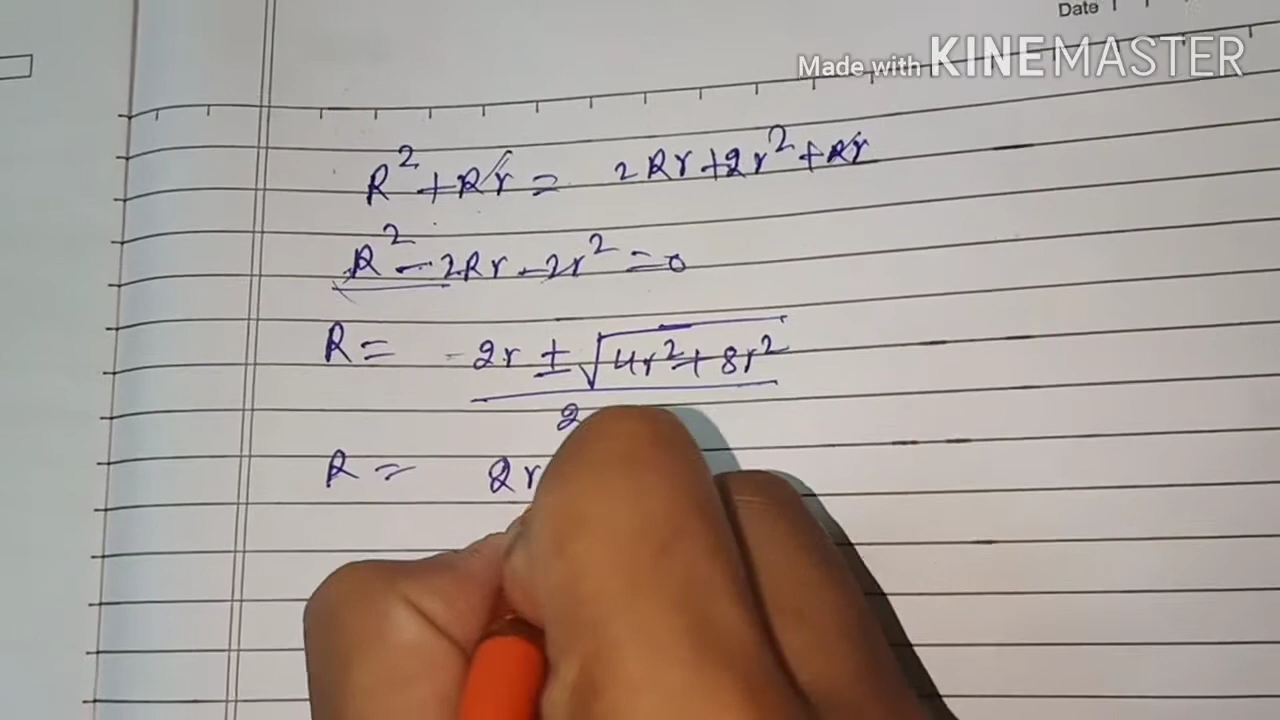 Date
Made with KINEMASTER
R² + Rr = 2Rr + 2r² + Rr
R² - 2Rr - 2r² = 0
R = 2r ± √4r² + 8r²
2
R = 2r